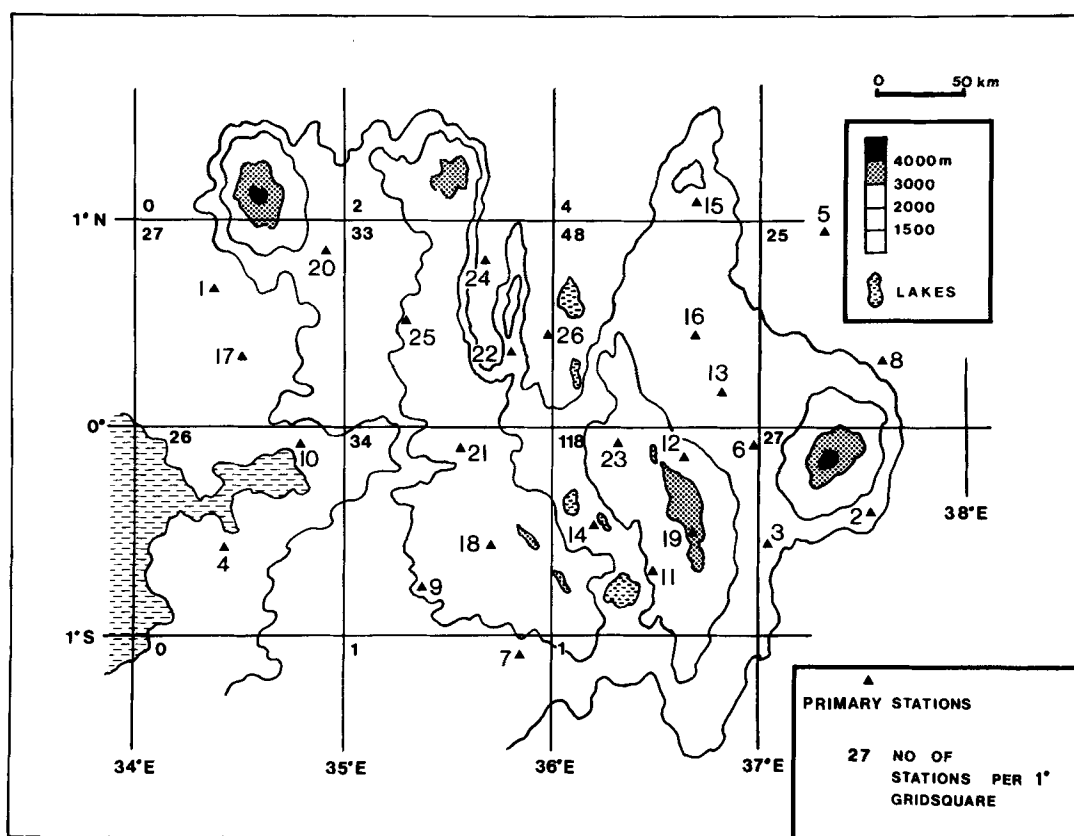 0 50 km
4000 m
3000
2000
1500
LAKES
1° N 0 2 4 15 5
27 33 48 25
20 24
1 26
25 16
17 22 13 8
0° 26 34 118 27
10 21 23 12 6
38°E
4 18 14 19 3 2
9 11
1° S 0 1 7 1
34°E 35°E 36°E 37°E
PRIMARY STATIONS
27 NO OF
STATIONS PER 1°
GRIDSQUARE